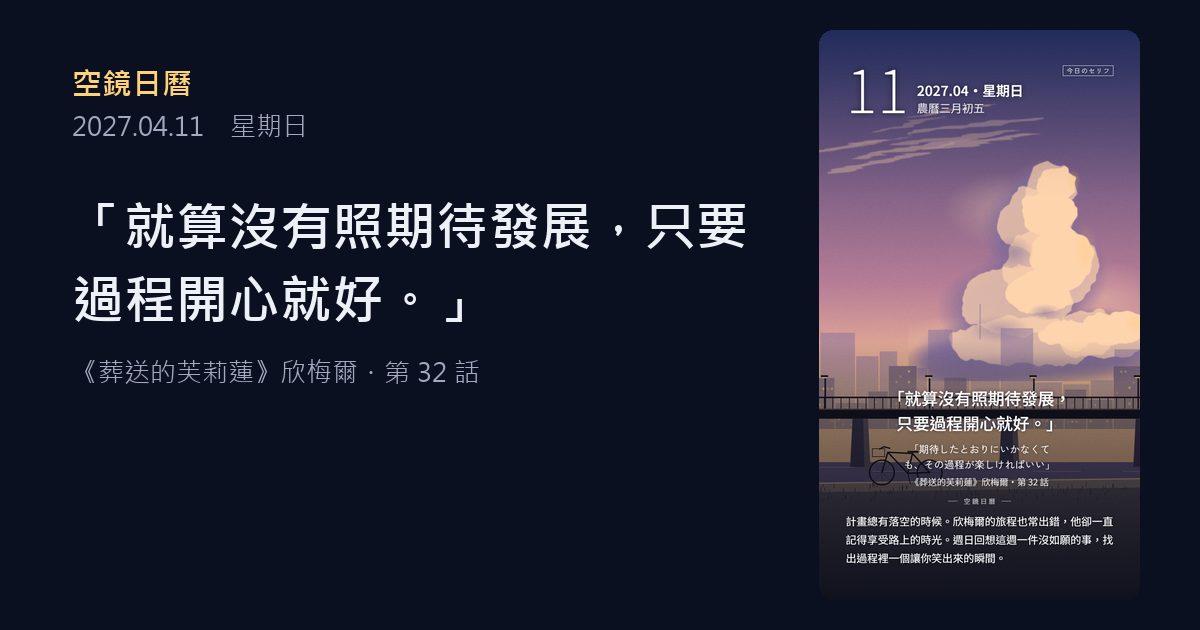 空鏡日曆
2027.04.11　星期日
「就算沒有照期待發展，只要
過程開心就好。」
《葬送的芙莉蓮》欣梅爾．第 32 話
今日のセリフ
11
2027.04・星期日
農曆三月初五
「就算沒有照期待發展，
只要過程開心就好。」
「期待したとおりにいかなくて
も、その過程が楽しければいい」
《葬送的芙莉蓮》欣梅爾・第 32 話
— 空鏡日曆 —
計畫總有落空的時候。欣梅爾的旅程也常出錯，他卻一直
記得享受路上的時光。週日回想這週一件沒如願的事，找
出過程裡一個讓你笑出來的瞬間。